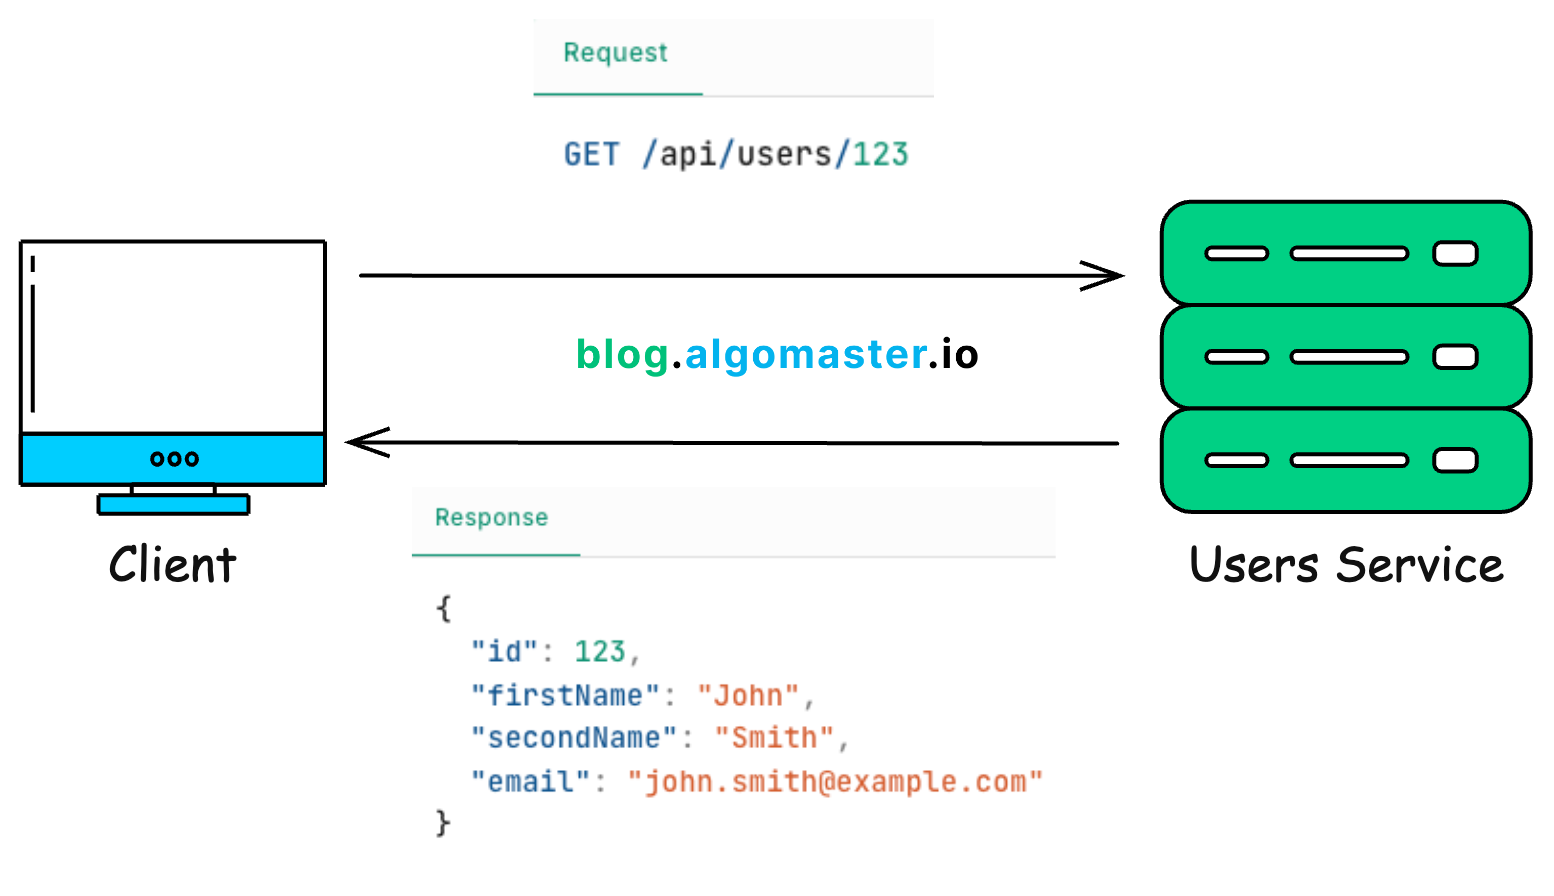 Request
GET /api/users/123
blog.algomaster.io
Response
{
"id": 123,
"firstName": "John",
"secondName": "Smith",
"email": "john.smith@example.com"
}
Client
Users Service